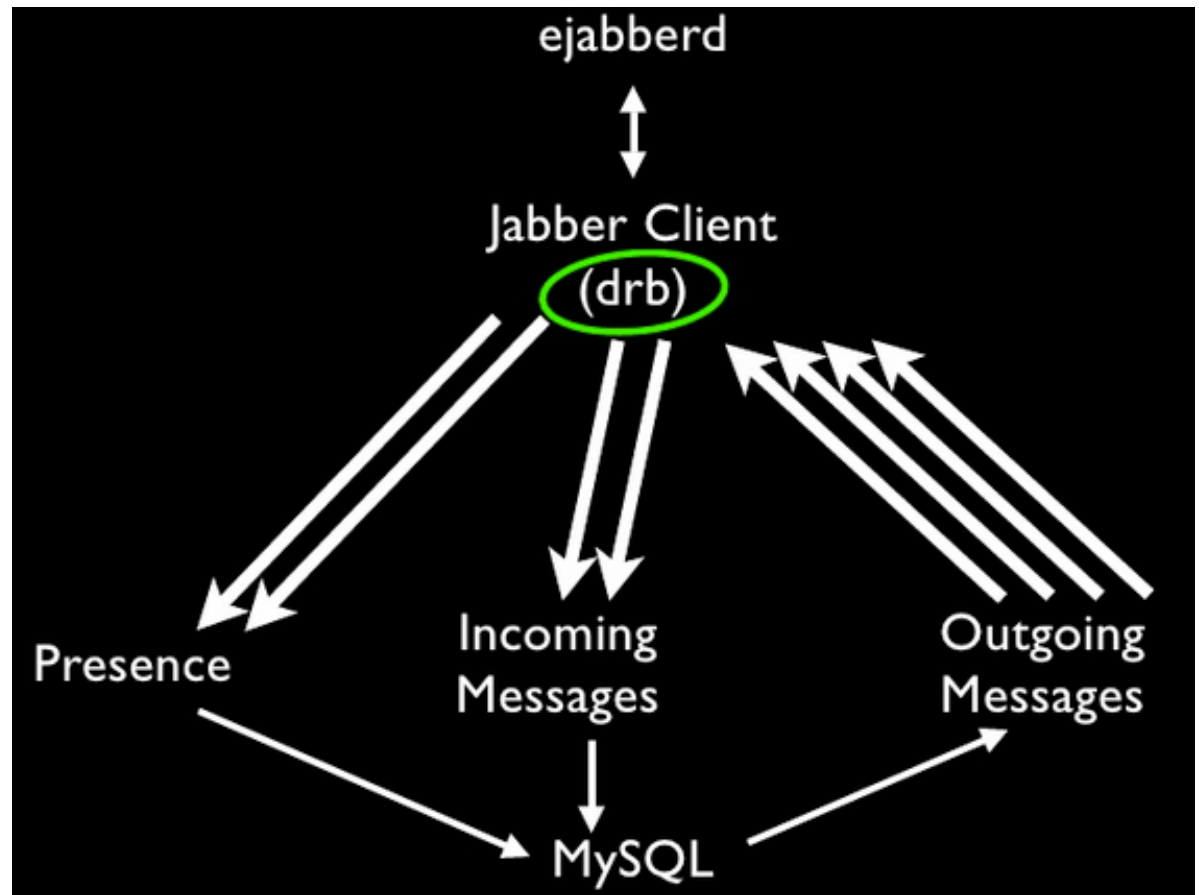 ejabberd
Jabber Client
(drb)
Presence
Incoming
Messages
Outgoing
Messages
MySQL